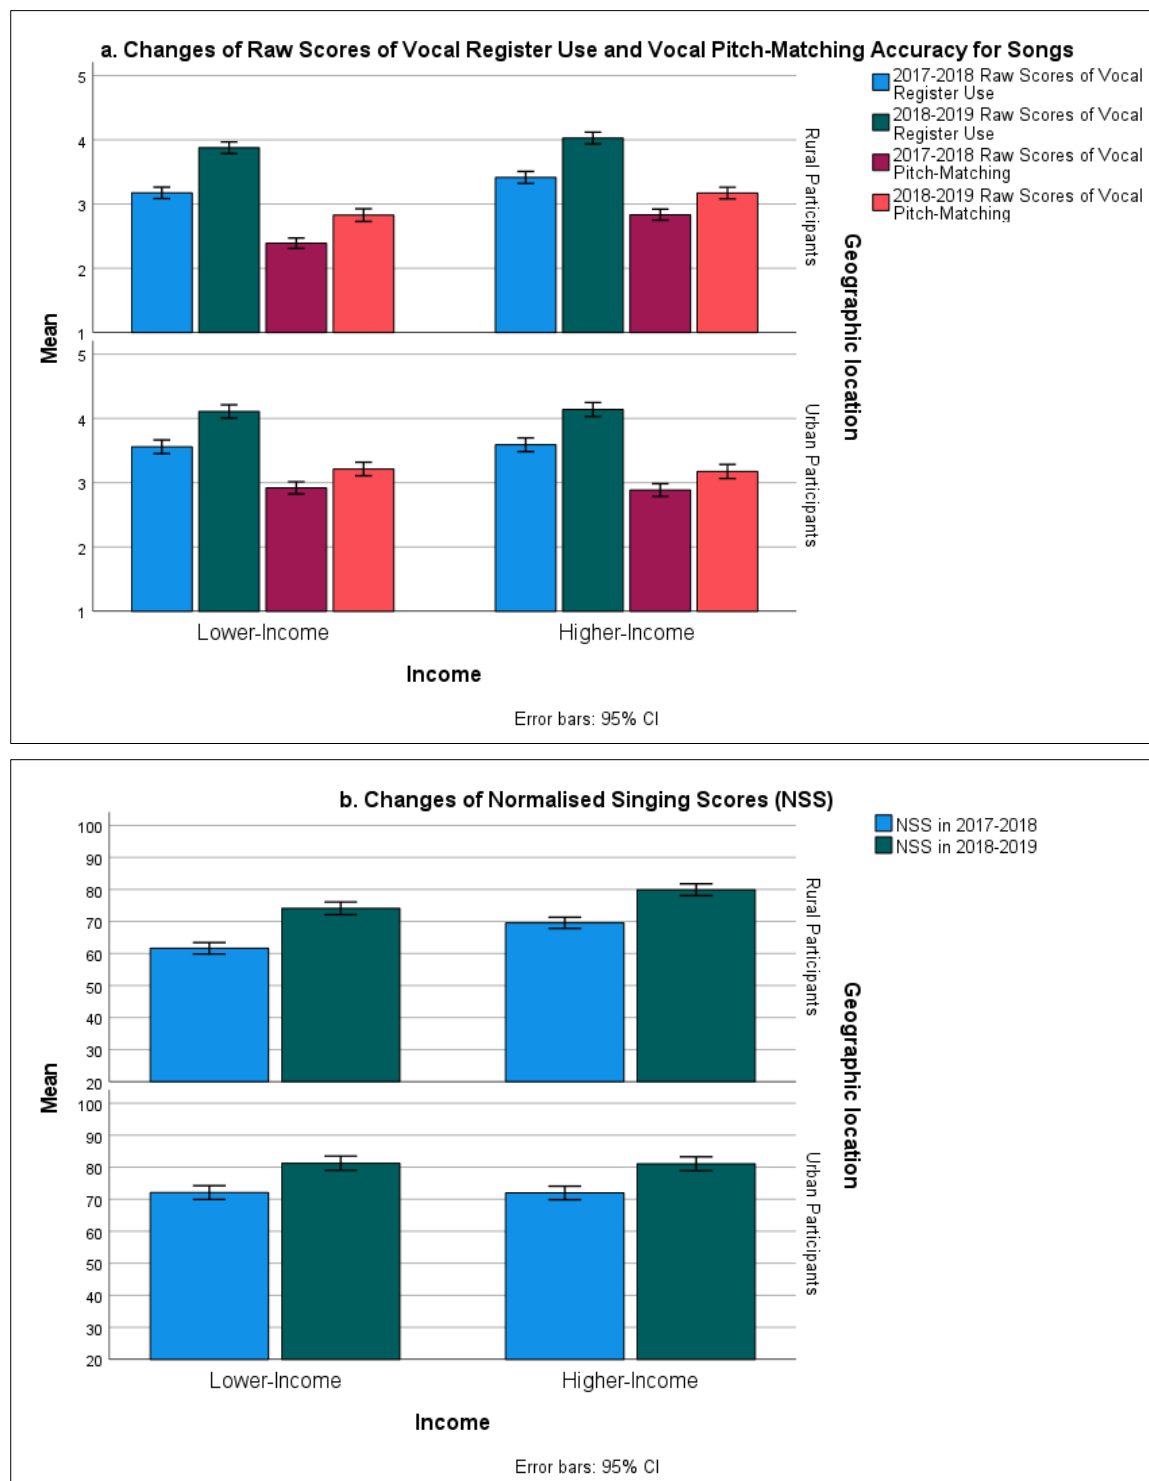 a. Changes of Raw Scores of Vocal Register Use and Vocal Pitch-Matching Accuracy for Songs
2017-2018 Raw Scores of Vocal
Register Use
2018-2019 Raw Scores of Vocal
Register Use
2017-2018 Raw Scores of Vocal
Pitch-Matching
2018-2019 Raw Scores of Vocal
Pitch-Matching
5
4
3
2
1
Rural Participants
5
4
3
2
1
Urban Participants
Mean
Geographic location
Lower-Income
Higher-Income
Income
Error bars: 95% CI
b. Changes of Normalised Singing Scores (NSS)
NSS in 2017-2018
NSS in 2018-2019
100
90
80
70
60
50
40
30
20
Rural Participants
100
90
80
70
60
50
40
30
20
Urban Participants
Mean
Geographic location
Lower-Income
Higher-Income
Income
Error bars: 95% CI